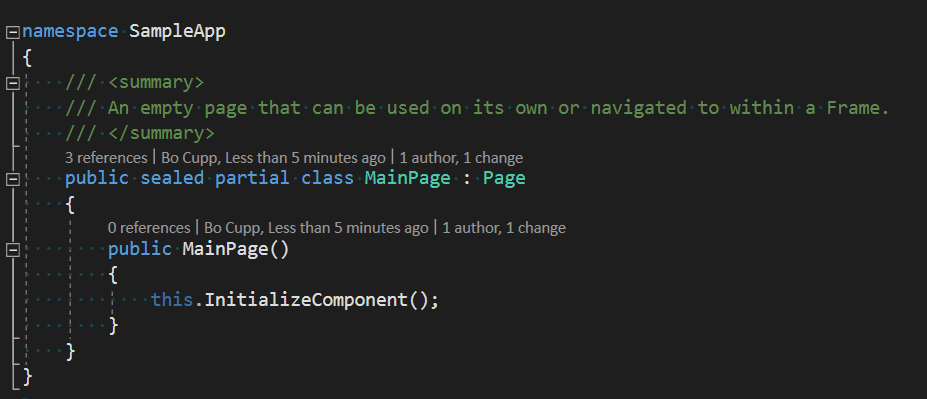 namespace SampleApp
{
/// <summary>
/// An empty page that can be used on its own or navigated to within a Frame.
/// </summary>
3 references | Bo Cupp, Less than 5 minutes ago | 1 author, 1 change
public sealed partial class MainPage : Page
{
0 references | Bo Cupp, Less than 5 minutes ago | 1 author, 1 change
public MainPage()
{
this.InitializeComponent();
}
}
}